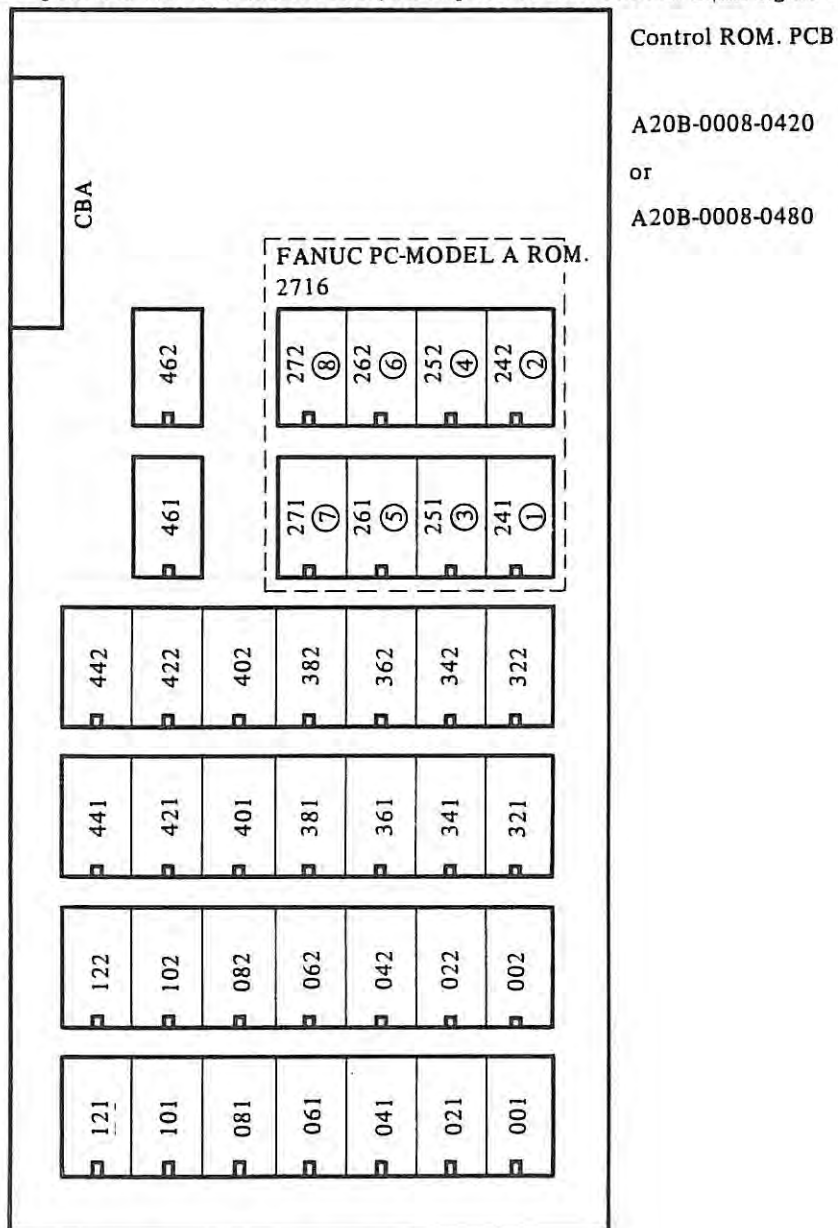 Control ROM. PCB
A20B-0008-0420
or
A20B-0008-0480
CBA
FANUC PC-MODEL A ROM.
2716
462 272 ⑧ 262 ⑥ 252 ④ 242 ②
461 271 ⑦ 261 ⑤ 251 ③ 241 ①
442 422 402 382 362 342 322
441 421 401 381 361 341 321
122 102 082 062 042 022 002
121 101 081 061 041 021 001